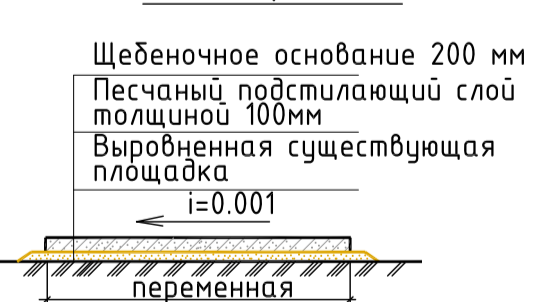 Щебеночное основание 200 мм
Песчаный подстилающий слой
толщиной 100мм
Выровненная существующая
площадка
i=0.001
переменная